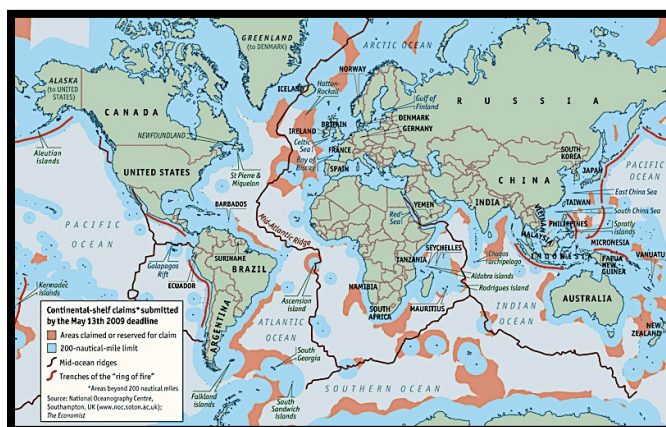 GREENLAND
(to DENMARK)
ARCTIC OCEAN
ALASKA
(to UNITED
STATES)
NORWAY
ICELAND
Hatton-
Rockall
RUSSIA
CANADA
Gulf of
Finland
BRITAIN
IRELAND
DENMARK
GERMANY
NEWFOUNDLAND
Celtic
Sea
FRANCE
Aleutian
islands
Bay of
Biscay
SPAIN
St Pierre &
Miquelon
UNITED STATES
SOUTH
KOREA
JAPAN
PACIFIC
OCEAN
CHINA
East China Sea
TAIWAN
South China Sea
BARBADOS
Mid-Atlantic Ridge
Red
Sea
YEMEN
INDIA
VIETNAM
PHILIPPINES
Spratly
islands
PACIFIC
OCEAN
MALAYSIA
MICRONESIA
SURINAME
SEYCHELLES
Chagos
archipelago
INDONESIA
VANUATU
Galapagos
Rift
BRAZIL
TANZANIA
PAPUA
NEW
GUINEA
Kermadec
islands
ECUADOR
Aldabra islands
Rodrigues island
Ascension
island
NAMIBIA
MAURITIUS
INDIAN
OCEAN
AUSTRALIA
SOUTH
AFRICA
ARGENTINA
ATLANTIC
OCEAN
NEW
ZEALAND
South
Georgia
Falkland
islands
South
Sandwich
islands
SOUTHERN OCEAN
Continental-shelf claims* submitted
by the May 13th 2009 deadline
Areas claimed or reserved for claim
200-nautical-mile limit
Mid-ocean ridges
Trenches of the "ring of fire"
*Areas beyond 200 nautical miles
Source: National Oceanography Centre,
Southampton, UK (www.noc.soton.ac.uk);
The Economist